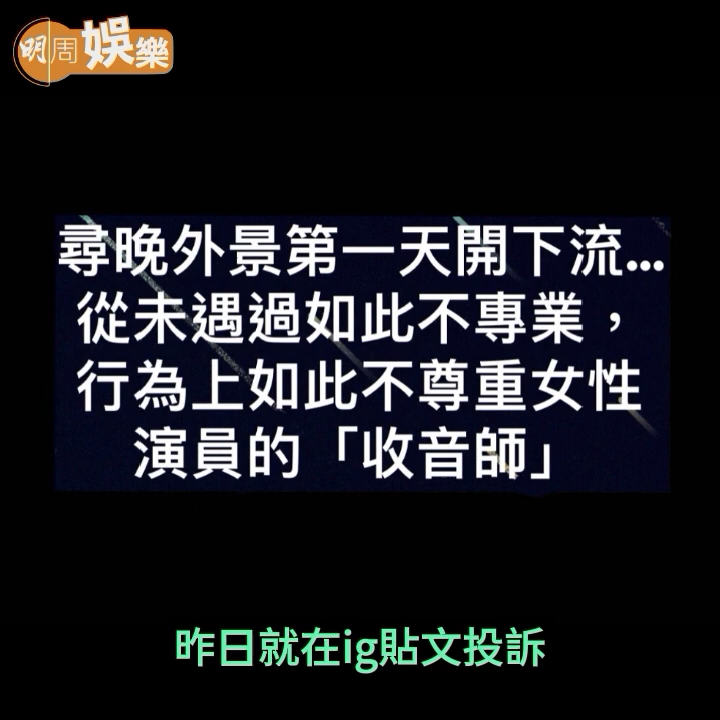 明周娛樂
尋晚外景第一天開下流...
從未遇過如此不專業，
行為上如此不尊重女性
演員的「收音師」
昨日就在ig貼文投訴